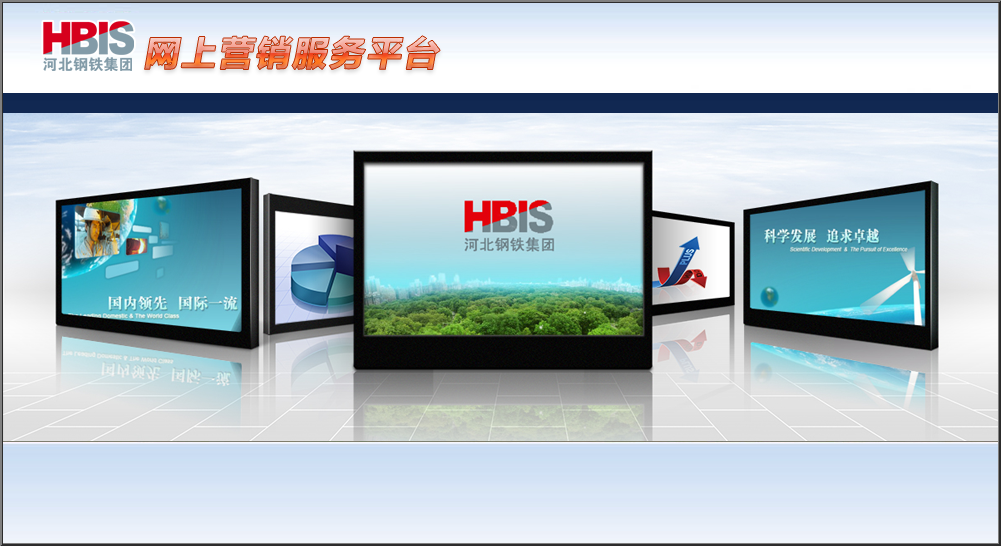 HBIS
河北钢铁集团
网上营销服务平台
国内领先 国际一流
Leading Domestic & The World Class
HBIS
河北钢铁集团
PLUS
科学发展 追求卓越
Scientific Development & The Pursuit of Excellence